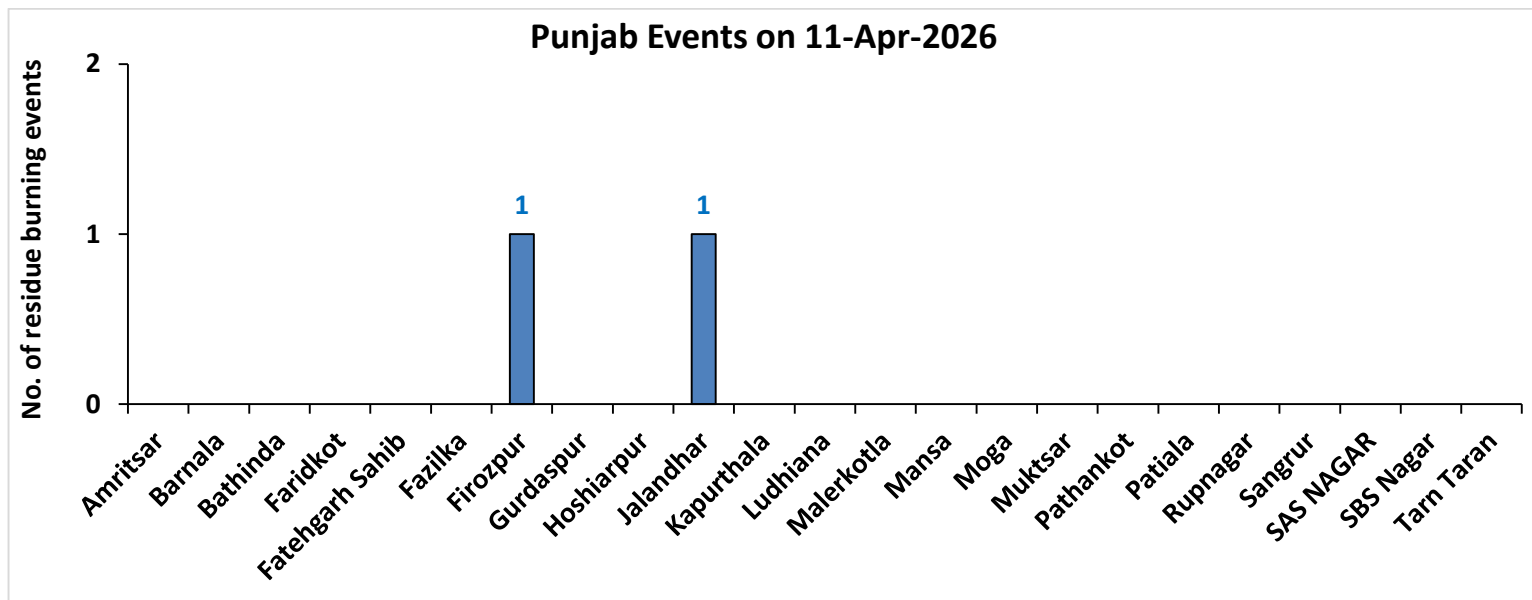 Punjab Events on 11-Apr-2026
No. of residue burning events
2
1
0
1
1
Amritsar
Barnala
Bathinda
Faridkot
Fatehgarh Sahib
Fazilka
Firozpur
Gurdaspur
Hoshiarpur
Jalandhar
Kapurthala
Ludhiana
Malerkotla
Mansa
Moga
Muktsar
Pathankot
Patiala
Rupnagar
Sangrur
SAS NAGAR
SBS Nagar
Tarn Taran